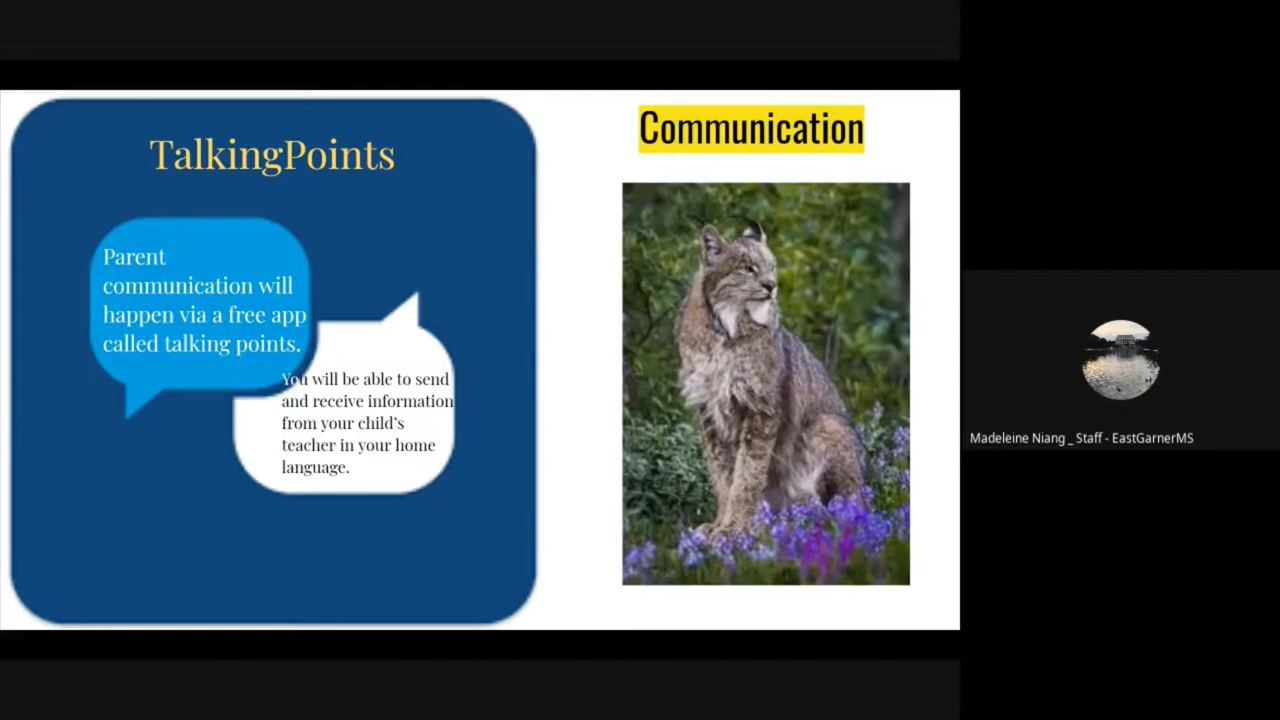 TalkingPoints
Parent
communication will
happen via a free app
called talking points.
You will be able to send
and receive information
from your child's
teacher in your home
language.
Communication
Madeleine Niang _ Staff - EastGarnerMS